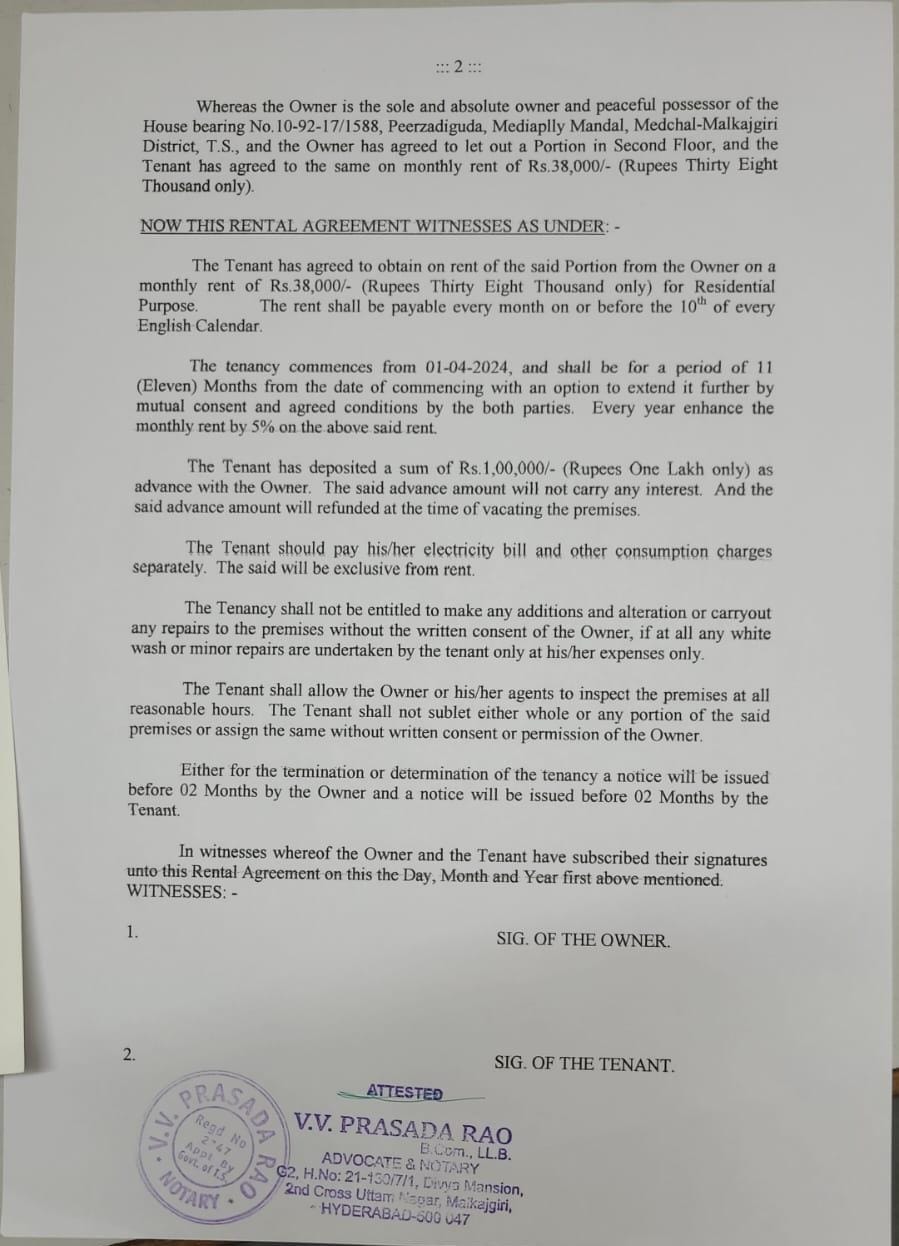 ::: 2 :::
Whereas the Owner is the sole and absolute owner and peaceful possessor of the
House bearing No.10-92-17/1588, Peerzadiguda, Mediaplly Mandal, Medchal-Malkajgiri
District, T.S., and the Owner has agreed to let out a Portion in Second Floor, and the
Tenant has agreed to the same on monthly rent of Rs.38,000/- (Rupees Thirty Eight
Thousand only).
NOW THIS RENTAL AGREEMENT WITNESSES AS UNDER: -
The Tenant has agreed to obtain on rent of the said Portion from the Owner on a
monthly rent of Rs.38,000/- (Rupees Thirty Eight Thousand only) for Residential
Purpose. The rent shall be payable every month on or before the 10th of every
English Calendar.
The tenancy commences from 01-04-2024, and shall be for a period of 11
(Eleven) Months from the date of commencing with an option to extend it further by
mutual consent and agreed conditions by the both parties. Every year enhance the
monthly rent by 5% on the above said rent.
The Tenant has deposited a sum of Rs.1,00,000/- (Rupees One Lakh only) as
advance with the Owner. The said advance amount will not carry any interest. And the
said advance amount will refunded at the time of vacating the premises.
The Tenant should pay his/her electricity bill and other consumption charges
separately. The said will be exclusive from rent.
The Tenancy shall not be entitled to make any additions and alteration or carryout
any repairs to the premises without the written consent of the Owner, if at all any white
wash or minor repairs are undertaken by the tenant only at his/her expenses only.
The Tenant shall allow the Owner or his/her agents to inspect the premises at all
reasonable hours. The Tenant shall not sublet either whole or any portion of the said
premises or assign the same without written consent or permission of the Owner.
Either for the termination or determination of the tenancy a notice will be issued
before 02 Months by the Owner and a notice will be issued before 02 Months by the
Tenant.
In witnesses whereof the Owner and the Tenant have subscribed their signatures
unto this Rental Agreement on this the Day, Month and Year first above mentioned.
WITNESSES: -
1.
SIG. OF THE OWNER.
2.
SIG. OF THE TENANT.
V.V. PRASADA RAO
Regd No
Appt. By
Govt. of T.S.
NOTARY
ATTESTED
V.V. PRASADA RAO
B.Com., LL.B.
ADVOCATE & NOTARY
G2, H.No: 21-130/7/1, Divya Mansion,
2nd Cross Uttam Nagar, Malkajgiri,
HYDERABAD-500 047